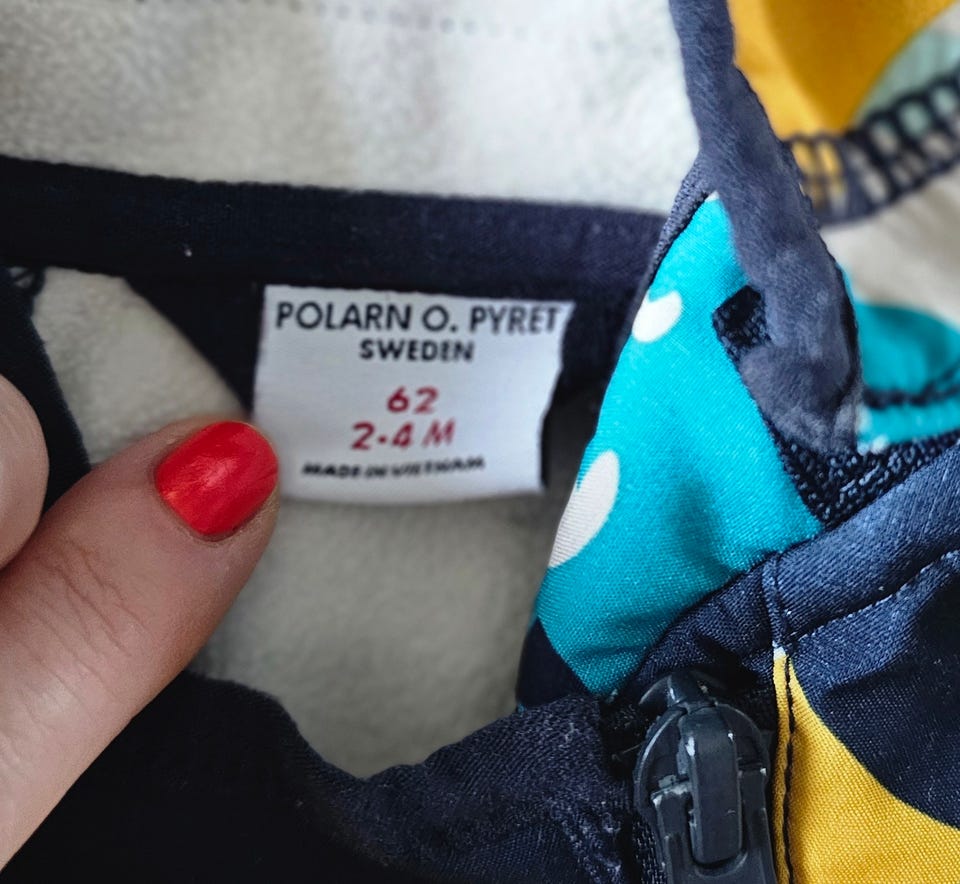 POLARN O. PYRET
SWEDEN
62
2-4 M
MADE IN VIETNAM